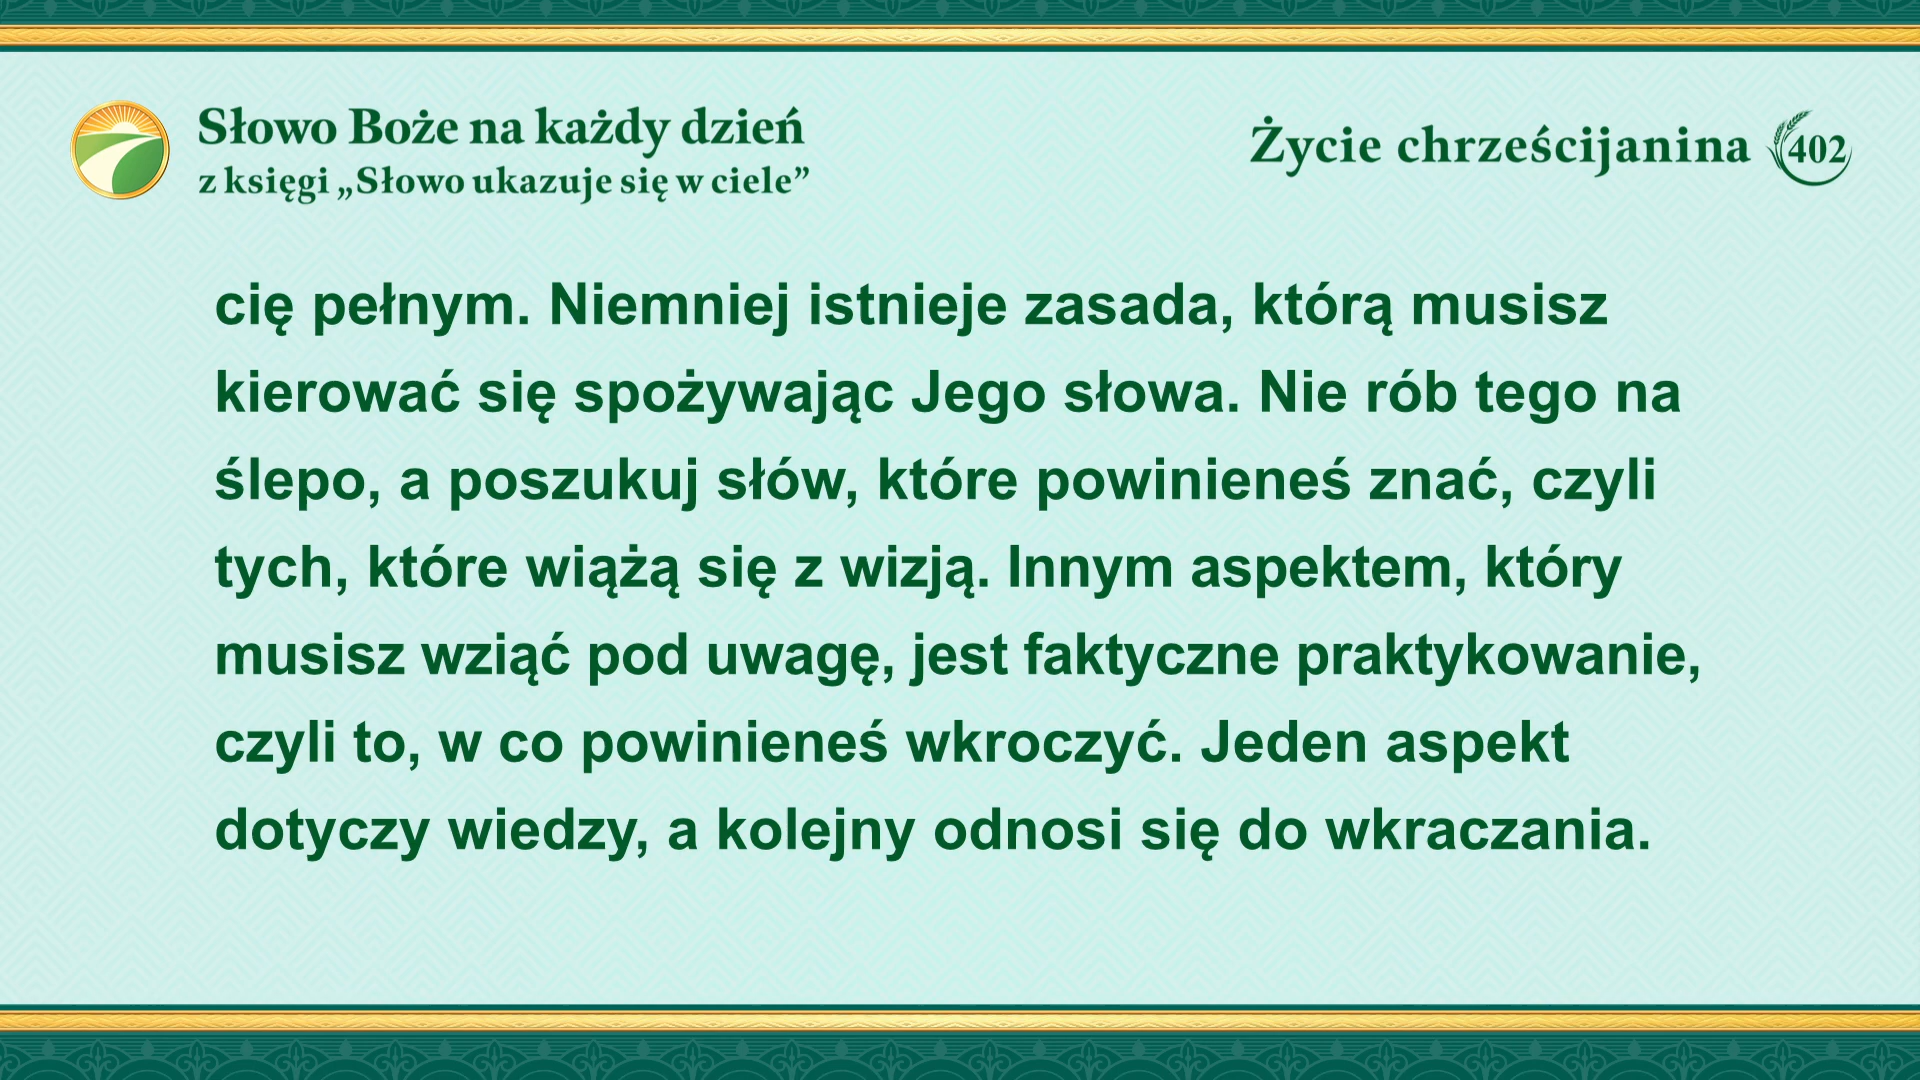 Słowo Boże na każdy dzień
z księgi „Słowo ukazuje się w ciele”
Życie chrześcijanina 402
cię pełnym. Niemniej istnieje zasada, którą musisz
kierować się spożywając Jego słowa. Nie rób tego na
ślepo, a poszukuj słów, które powinieneś znać, czyli
tych, które wiążą się z wizją. Innym aspektem, który
musisz wziąć pod uwagę, jest faktyczne praktykowanie,
czyli to, w co powinieneś wkroczyć. Jeden aspekt
dotyczy wiedzy, a kolejny odnosi się do wkraczania.